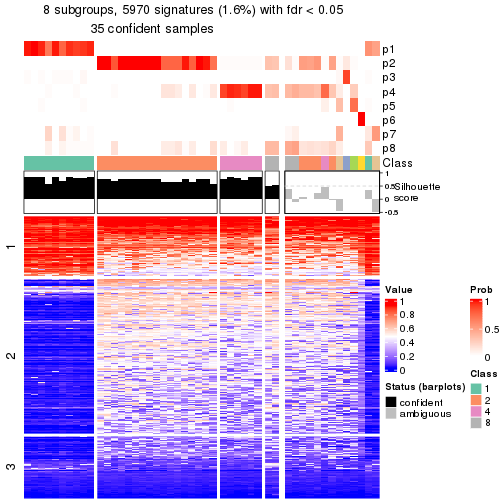 8 subgroups, 5970 signatures (1.6%) with fdr < 0.05
35 confident samples
p1
p2
p3
p4
p5
p6
p7
p8
Class
1
0.5
0
-0.5
Silhouette
score
1
2
3
Value
1
0.8
0.6
0.4
0.2
0
Status (barplots)
confident
ambiguous
Prob
1
0.5
0
Class
1
2
4
8